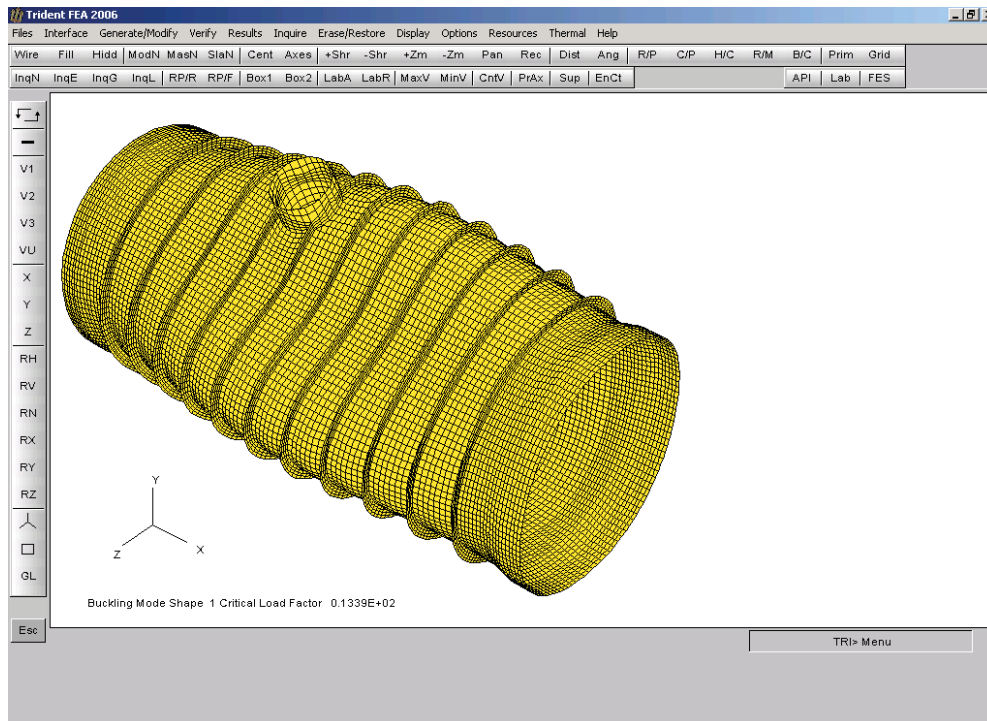 Trident FEA 2006
Files Interface Generate/Modify Verify Results Inquire Erase/Restore Display Options Resources Thermal Help
Wire Fill Hidd ModN MasN SlaN Cent Axes +Shr -Shr +Zm -Zm Pan Rec Dist Ang R/P C/P H/C R/M B/C Prim Grid
InqN InqE InqG InqL RP/R RP/F Box1 Box2 LabA LabR MaxV MinV CntV PrAx Sup EnCt API Lab FES
V1
V2
V3
VU
X
Y
Z
RH
RV
RN
RX
RY
RZ
GL
Esc
Y
Z X
Buckling Mode Shape 1 Critical Load Factor 0.1339E+02
TRI> Menu